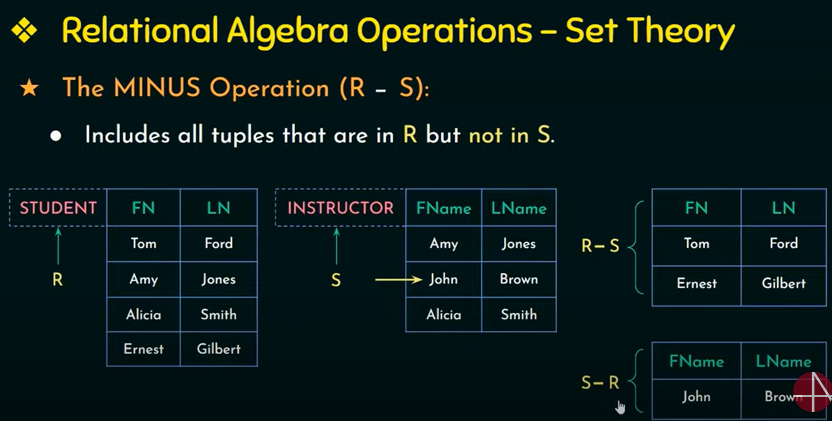 ❖ Relational Algebra Operations – Set Theory
★ The MINUS Operation (R – S):
● Includes all tuples that are in R but not in S.
STUDENT FN LN
Tom Ford
Amy Jones
Alicia Smith
Ernest Gilbert
R
INSTRUCTOR FName LName
Amy Jones
John Brown
Alicia Smith
S
R – S
FN LN
Tom Ford
Ernest Gilbert
S – R
FName LName
John Brown